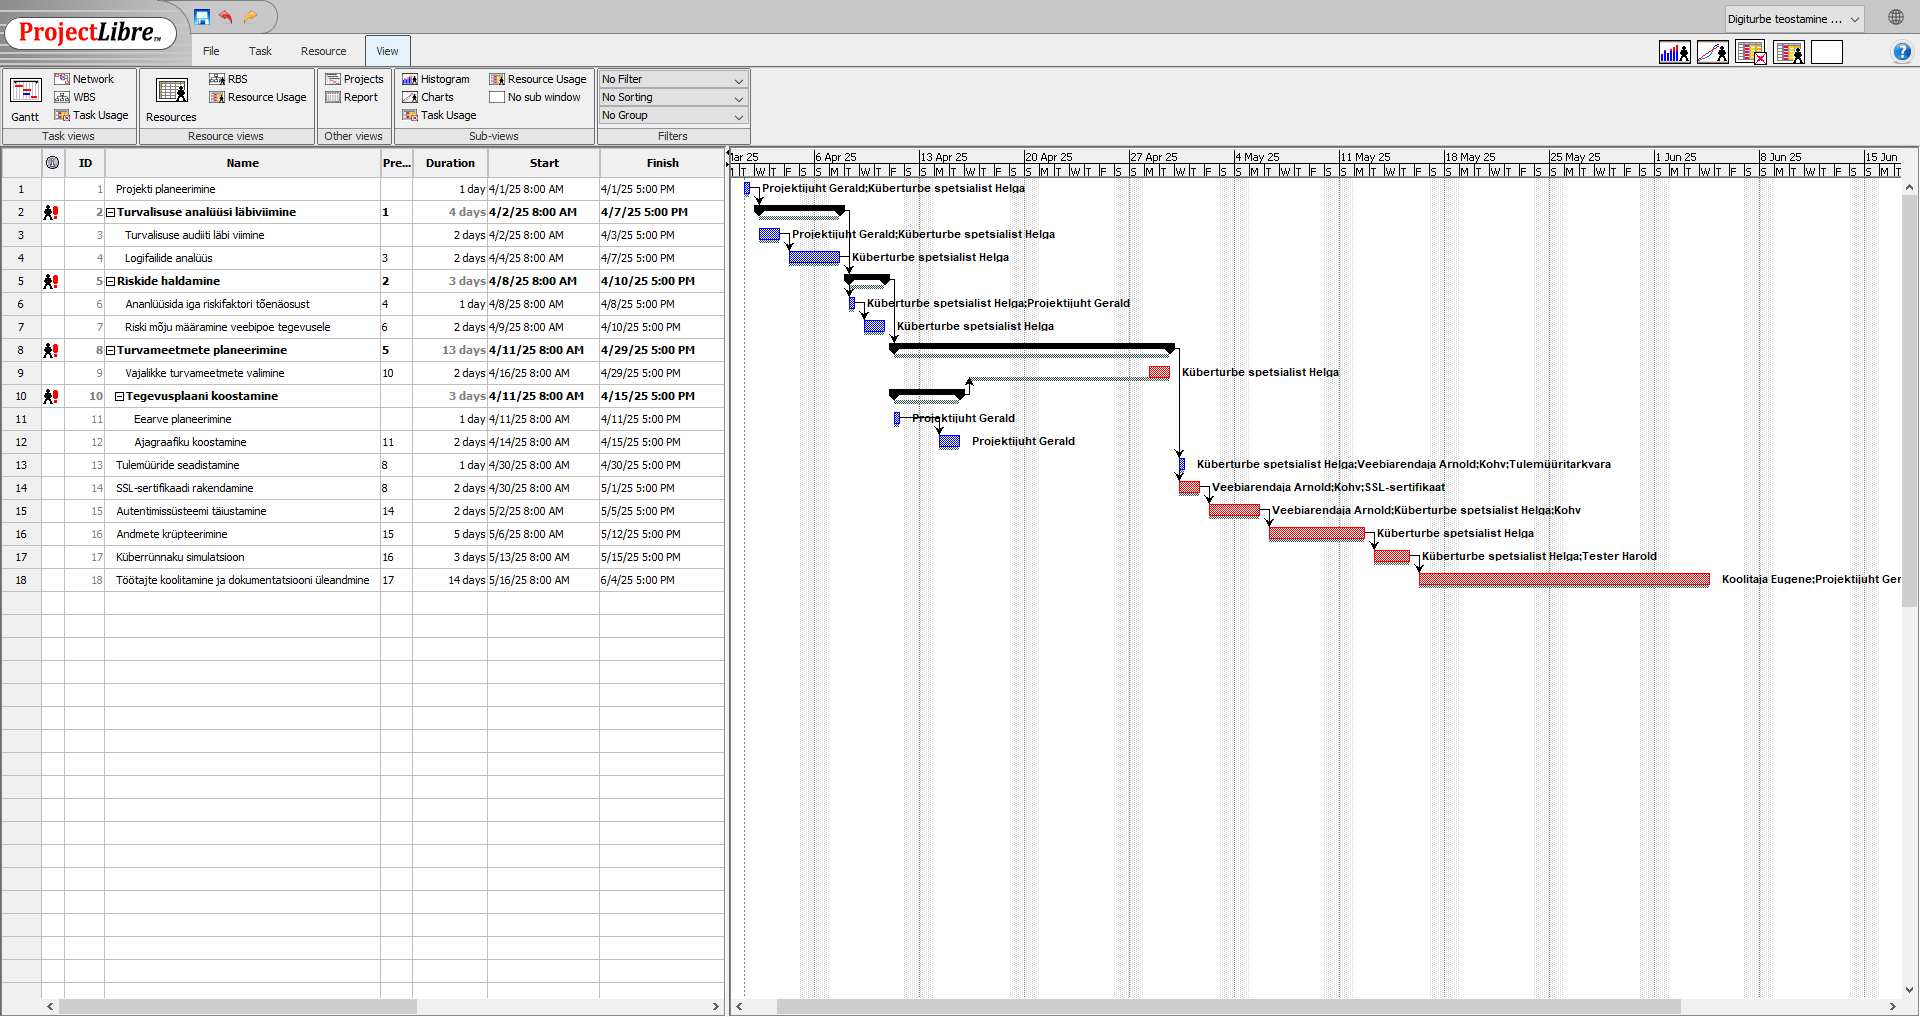 ProjectLibre™
Digiturbe teostamine ...
File Task Resource View
Gantt
Network
WBS
Task Usage
Task views
Resources
RBS
Resource Usage
Resource views
Projects
Report
Other views
Histogram
Charts
Task Usage
Resource Usage
No sub window
Sub-views
No Filter
No Sorting
No Group
Filters
ID Name Pre... Duration Start Finish
1 1 Projekti planeerimine 1 day 4/1/25 8:00 AM 4/1/25 5:00 PM
2 2 Turvalisuse analüüsi läbiviimine 1 4 days 4/2/25 8:00 AM 4/7/25 5:00 PM
3 3 Turvalisuse audiiti läbi viimine 2 days 4/2/25 8:00 AM 4/3/25 5:00 PM
4 4 Logifailide analüüs 3 2 days 4/4/25 8:00 AM 4/7/25 5:00 PM
5 5 Riskide haldamine 2 3 days 4/8/25 8:00 AM 4/10/25 5:00 PM
6 6 Ananlüüsida iga riskifaktori tõenäosust 4 1 day 4/8/25 8:00 AM 4/8/25 5:00 PM
7 7 Riski mõju määramine veebipoe tegevusele 6 2 days 4/9/25 8:00 AM 4/10/25 5:00 PM
8 8 Turvameetmete planeerimine 5 13 days 4/11/25 8:00 AM 4/29/25 5:00 PM
9 9 Vajalikke turvameetmete valimine 10 2 days 4/16/25 8:00 AM 4/29/25 5:00 PM
10 10 Tegevusplaani koostamine 3 days 4/11/25 8:00 AM 4/15/25 5:00 PM
11 11 Eearve planeerimine 1 day 4/11/25 8:00 AM 4/11/25 5:00 PM
12 12 Ajagraafiku koostamine 11 2 days 4/14/25 8:00 AM 4/15/25 5:00 PM
13 13 Tulemüüride seadistamine 8 1 day 4/30/25 8:00 AM 4/30/25 5:00 PM
14 14 SSL-sertifikaadi rakendamine 8 2 days 4/30/25 8:00 AM 5/1/25 5:00 PM
15 15 Autentimissüsteemi täiustamine 14 2 days 5/2/25 8:00 AM 5/5/25 5:00 PM
16 16 Andmete krüpteerimine 15 5 days 5/6/25 8:00 AM 5/12/25 5:00 PM
17 17 Küberrünnaku simulatsioon 16 3 days 5/13/25 8:00 AM 5/15/25 5:00 PM
18 18 Töötajte koolitamine ja dokumentatsiooni üleandmine 17 14 days 5/16/25 8:00 AM 6/4/25 5:00 PM
Mar 25 6 Apr 25 13 Apr 25 20 Apr 25 27 Apr 25 4 May 25 11 May 25 18 May 25 25 May 25 1 Jun 25 8 Jun 25 15 Jun
M T W T F S S M T W T F S S M T W T F S S M T W T F S S M T W T F S S M T W T F S S M T W T F S S M T W T F S S M T W T F S S M T W T F S S M T W T F S S M T
Projektijuht Gerald;Küberturbe spetsialist Helga
Projektijuht Gerald;Küberturbe spetsialist Helga
Küberturbe spetsialist Helga
Küberturbe spetsialist Helga;Projektijuht Gerald
Küberturbe spetsialist Helga
Küberturbe spetsialist Helga
Projektijuht Gerald
Projektijuht Gerald
Küberturbe spetsialist Helga;Veebiarendaja Arnold;Kohv;Tulemüüritarkvara
Veebiarendaja Arnold;Kohv;SSL-sertifikaat
Veebiarendaja Arnold;Küberturbe spetsialist Helga;Kohv
Küberturbe spetsialist Helga
Küberturbe spetsialist Helga;Tester Harold
Koolitaja Eugene;Projektijuht Ger